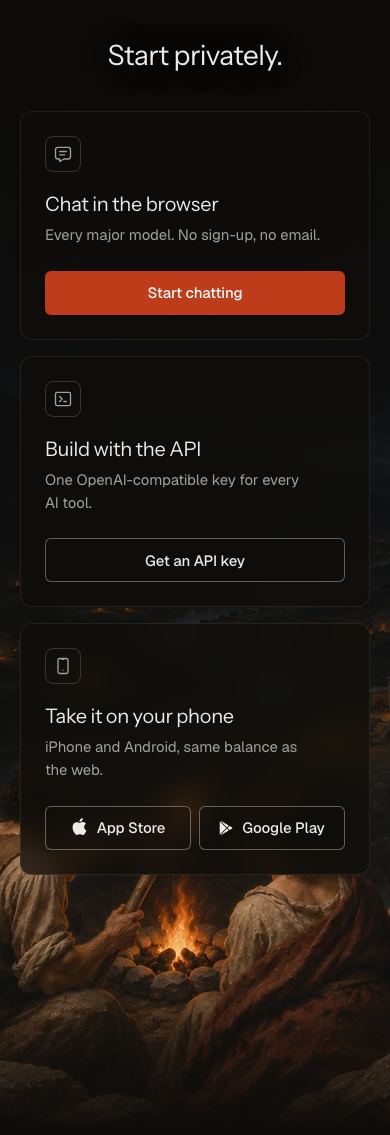 Start privately.
Chat in the browser
Every major model. No sign-up, no email.
Start chatting
Build with the API
One OpenAI-compatible key for every
AI tool.
Get an API key
Take it on your phone
iPhone and Android, same balance as
the web.
App Store
Google Play